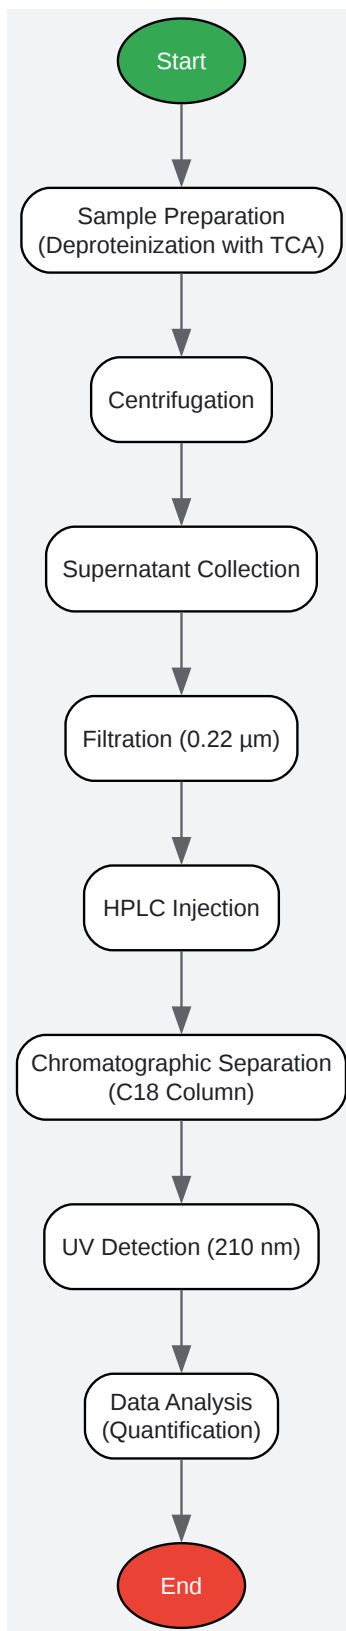 Start
Sample Preparation
(Deproteinization with TCA)
Centrifugation
Supernatant Collection
Filtration (0.22 µm)
HPLC Injection
Chromatographic Separation
(C18 Column)
UV Detection (210 nm)
Data Analysis
(Quantification)
End